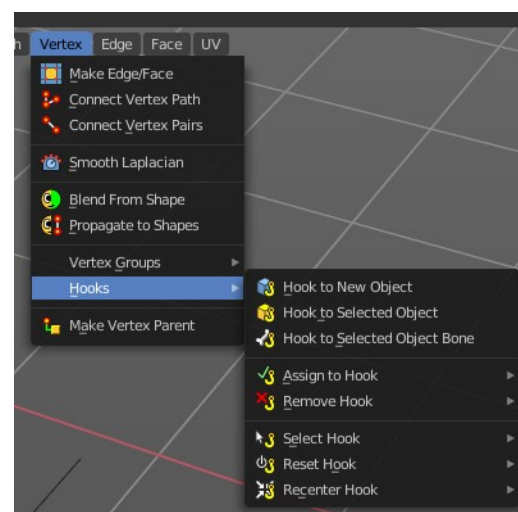 h Vertex Edge Face UV
Make Edge/Face
Connect Vertex Path
Connect Vertex Pairs
Smooth Laplacian
Blend From Shape
Propagate to Shapes
Vertex Groups
Hooks
Make Vertex Parent
Hook to New Object
Hook to Selected Object
Hook to Selected Object Bone
Assign to Hook
Remove Hook
Select Hook
Reset Hook
Recenter Hook